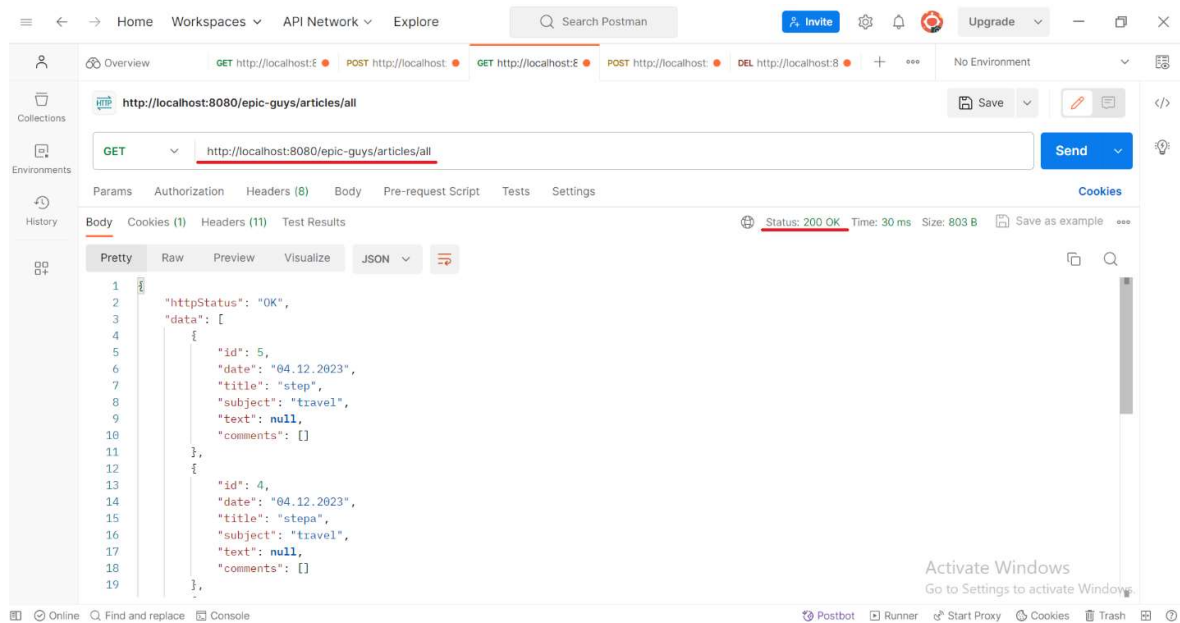 Home Workspaces API Network Explore Search Postman Invite Upgrade
Overview GET http://localhost:8 POST http://localhost: GET http://localhost:8 POST http://localhost: DEL http://localhost:8 + ooo No Environment
HTTP http://localhost:8080/epic-guys/articles/all Save </>
Collections
GET http://localhost:8080/epic-guys/articles/all Send
Environments
Params Authorization Headers (8) Body Pre-request Script Tests Settings Cookies
History
Body Cookies (1) Headers (11) Test Results Status: 200 OK Time: 30 ms Size: 803 B Save as example ooo
Pretty Raw Preview Visualize JSON
1 {
2 "httpStatus": "OK",
3 "data": [
4 {
5 "id": 5,
6 "date": "04.12.2023",
7 "title": "step",
8 "subject": "travel",
9 "text": null,
10 "comments": []
11 },
12 {
13 "id": 4,
14 "date": "04.12.2023",
15 "title": "stepa",
16 "subject": "travel",
17 "text": null,
18 "comments": []
19 },
Activate Windows
Go to Settings to activate Windows.
Online Find and replace Console Postbot Runner Start Proxy Cookies Trash